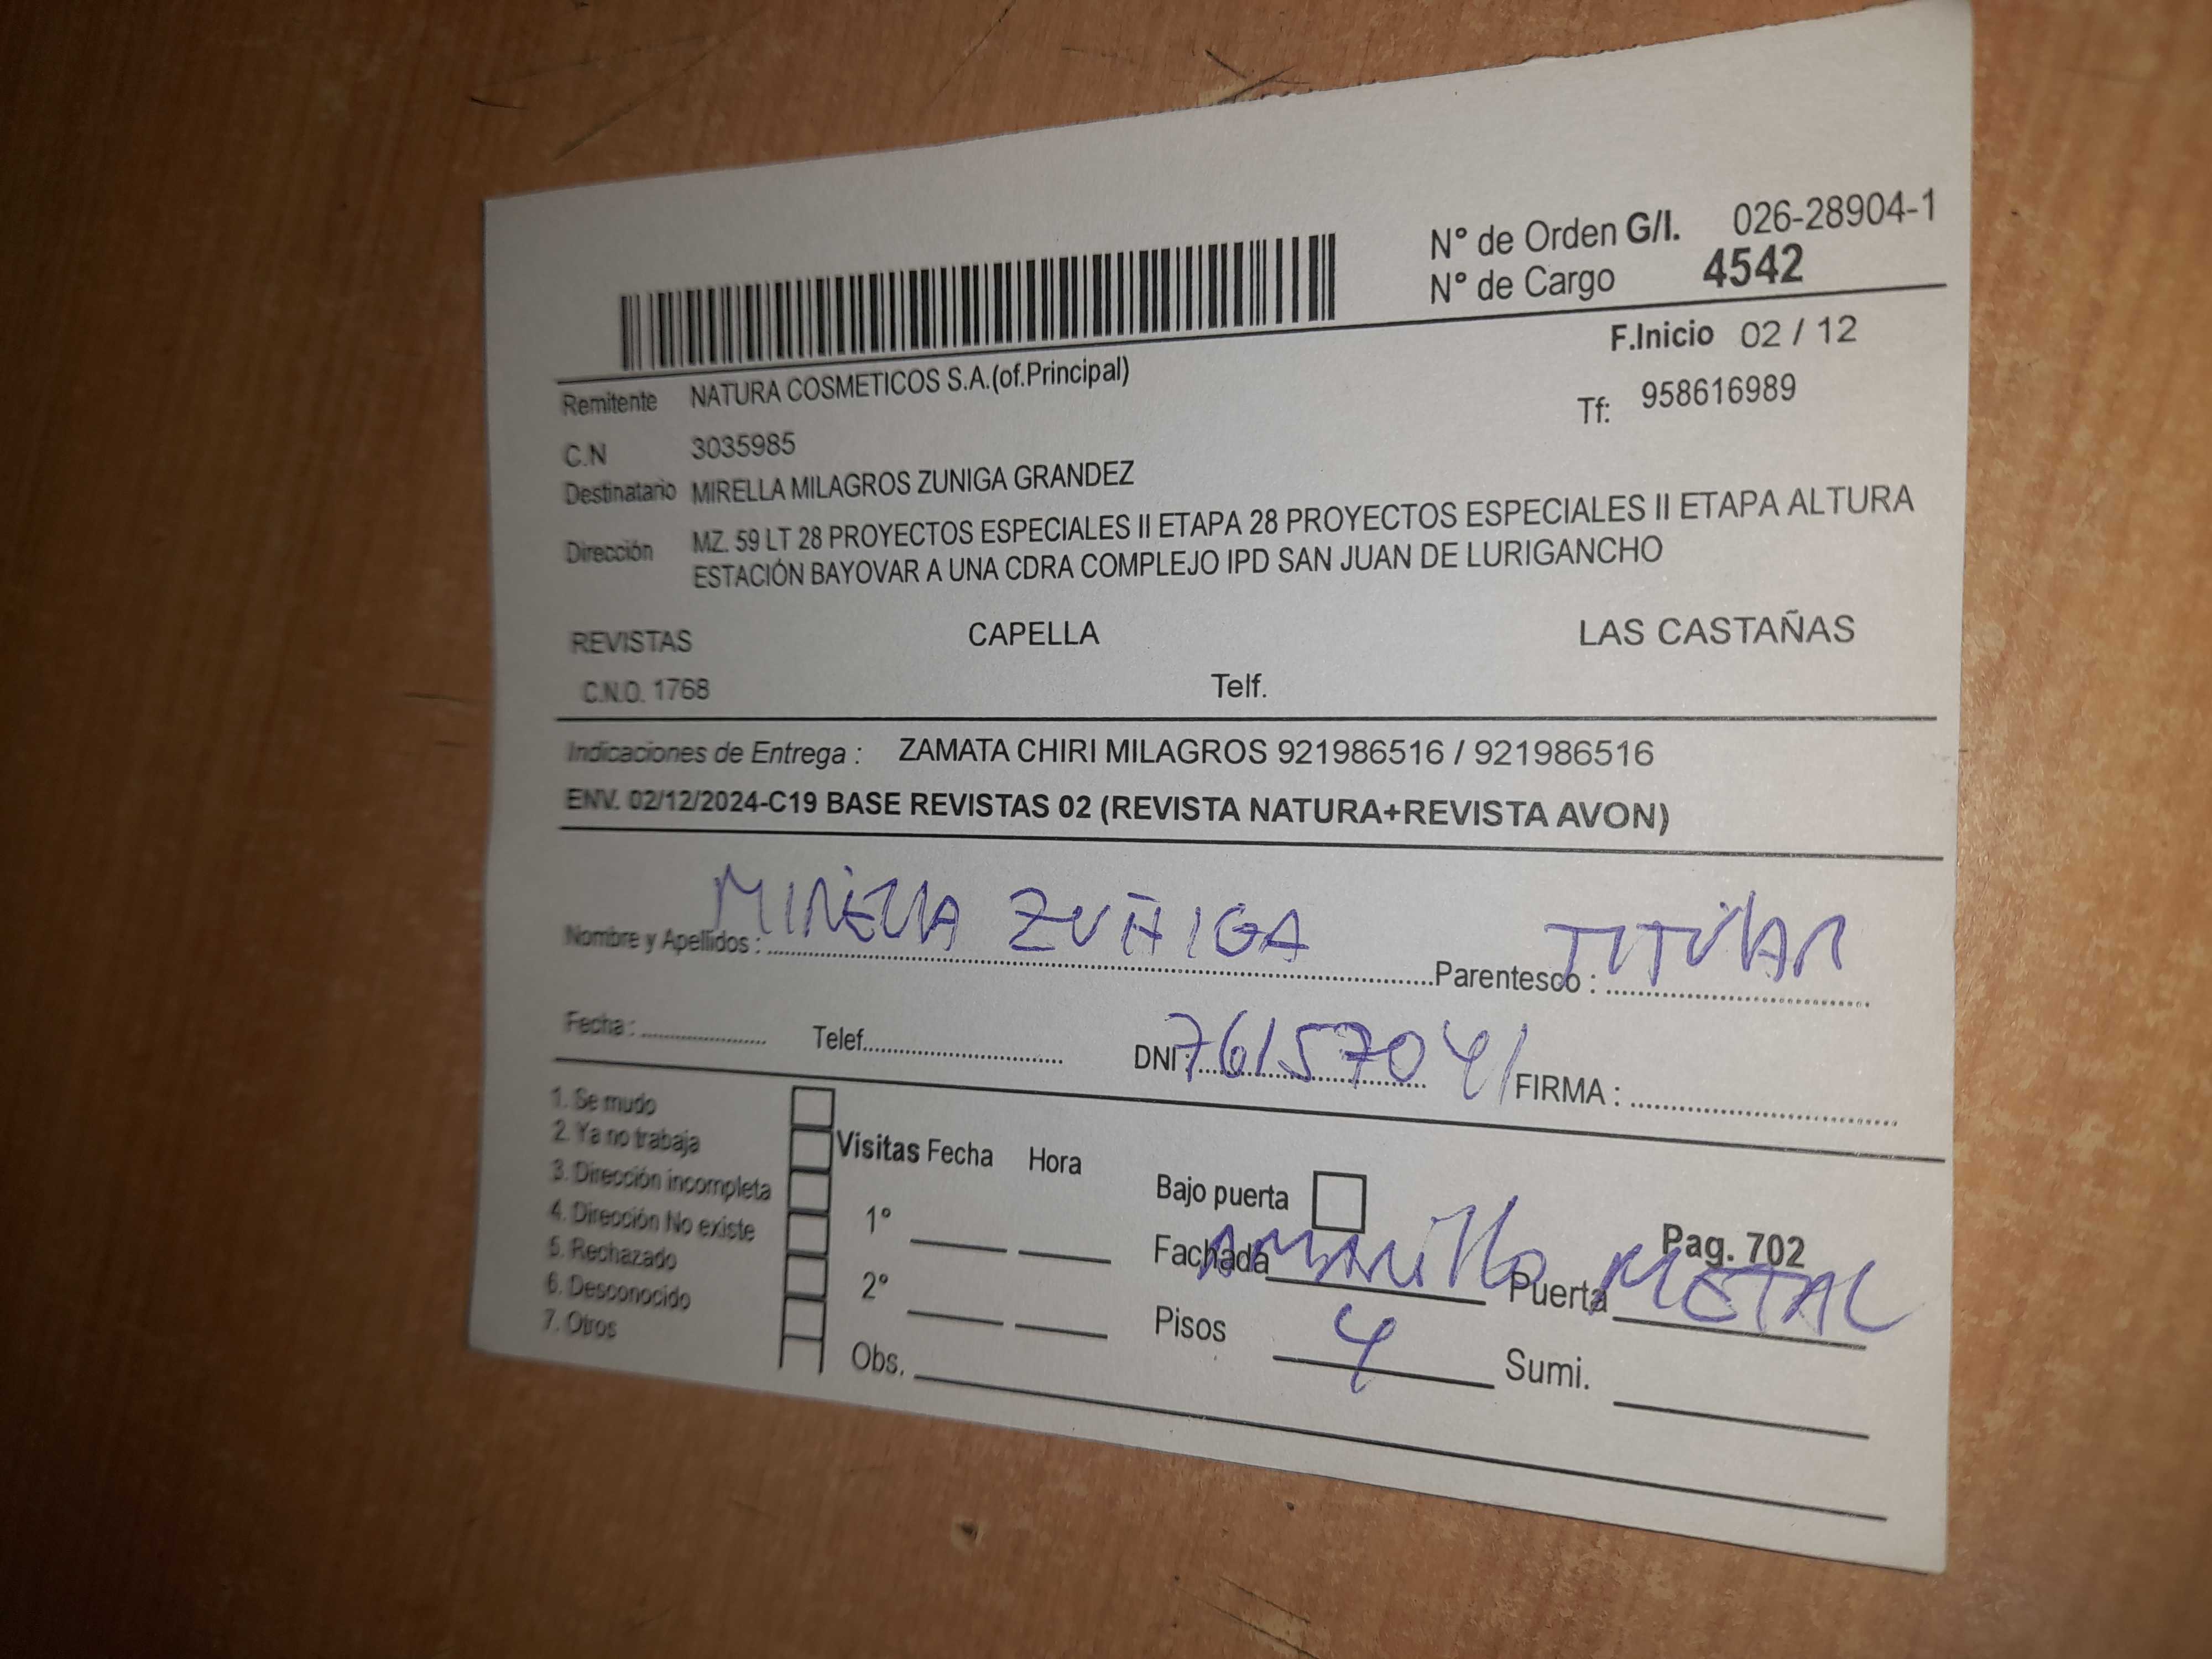 N° de Orden G/I. 026-28904-1
N° de Cargo 4542
F.Inicio 02 / 12
Remitente NATURA COSMETICOS S.A.(of.Principal)
Tf: 958616989
C.N 3035985
Destinatario MIRELLA MILAGROS ZUNIGA GRANDEZ
Dirección MZ. 59 LT 28 PROYECTOS ESPECIALES II ETAPA 28 PROYECTOS ESPECIALES II ETAPA ALTURA
ESTACIÓN BAYOVAR A UNA CDRA COMPLEJO IPD SAN JUAN DE LURIGANCHO
REVISTAS CAPELLA LAS CASTAÑAS
C.N.O. 1768 Telf.
Indicaciones de Entrega : ZAMATA CHIRI MILAGROS 921986516 / 921986516
ENV. 02/12/2024-C19 BASE REVISTAS 02 (REVISTA NATURA+REVISTA AVON)
Nombre y Apellidos : MIRELLA ZUÑIGA Parentesco : TITULAR
Fecha : Telef. DNI : 76157041 FIRMA :
1. Se mudo
2. Ya no trabaja
3. Dirección incompleta
4. Dirección No existe
5. Rechazado
6. Desconocido
7. Otros
Visitas Fecha Hora
1°
2°
Obs.
Bajo puerta
Pag. 702
Fachada AMARILLO Puerta METAL
Pisos 4 Sumi.